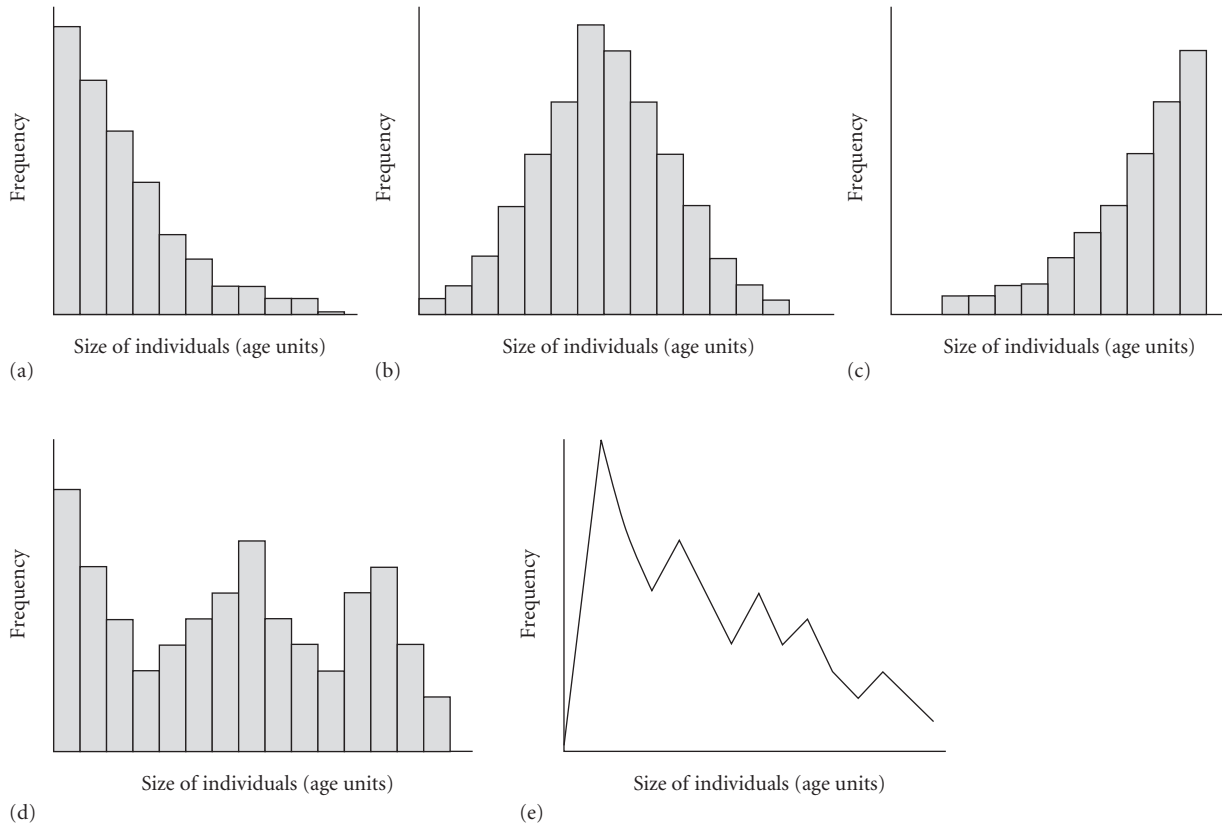 Frequency
Size of individuals (age units)
(a)
Frequency
Size of individuals (age units)
(b)
Frequency
Size of individuals (age units)
(c)
Frequency
Size of individuals (age units)
(d)
Frequency
Size of individuals (age units)
(e)